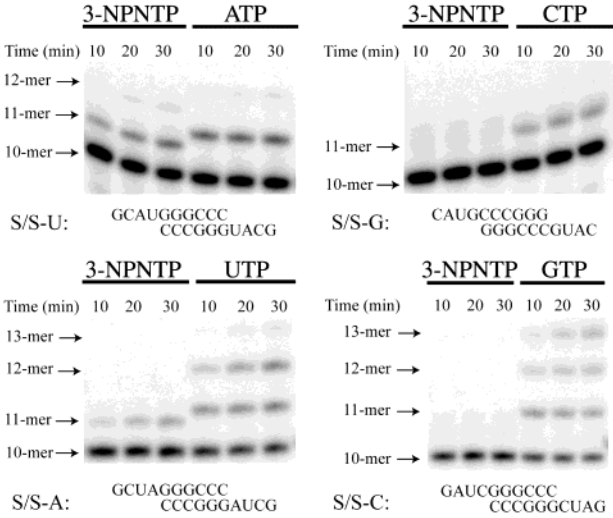 3-NPNTP ATP
Time (min) 10 20 30 10 20 30
12-mer
11-mer
10-mer
S/S-U: GCAUGGGCCC
CCCGGGUACG
3-NPNTP CTP
Time (min) 10 20 30 10 20 30
11-mer
10-mer
S/S-G: CAUGCCCGGG
GGGCCCGUAC
3-NPNTP UTP
Time (min) 10 20 30 10 20 30
13-mer
12-mer
11-mer
10-mer
S/S-A: GCUAGGGCCC
CCCGGGAUCG
3-NPNTP GTP
Time (min) 10 20 30 10 20 30
13-mer
12-mer
11-mer
10-mer
S/S-C: GAUCGGGCCC
CCCGGGCUAG